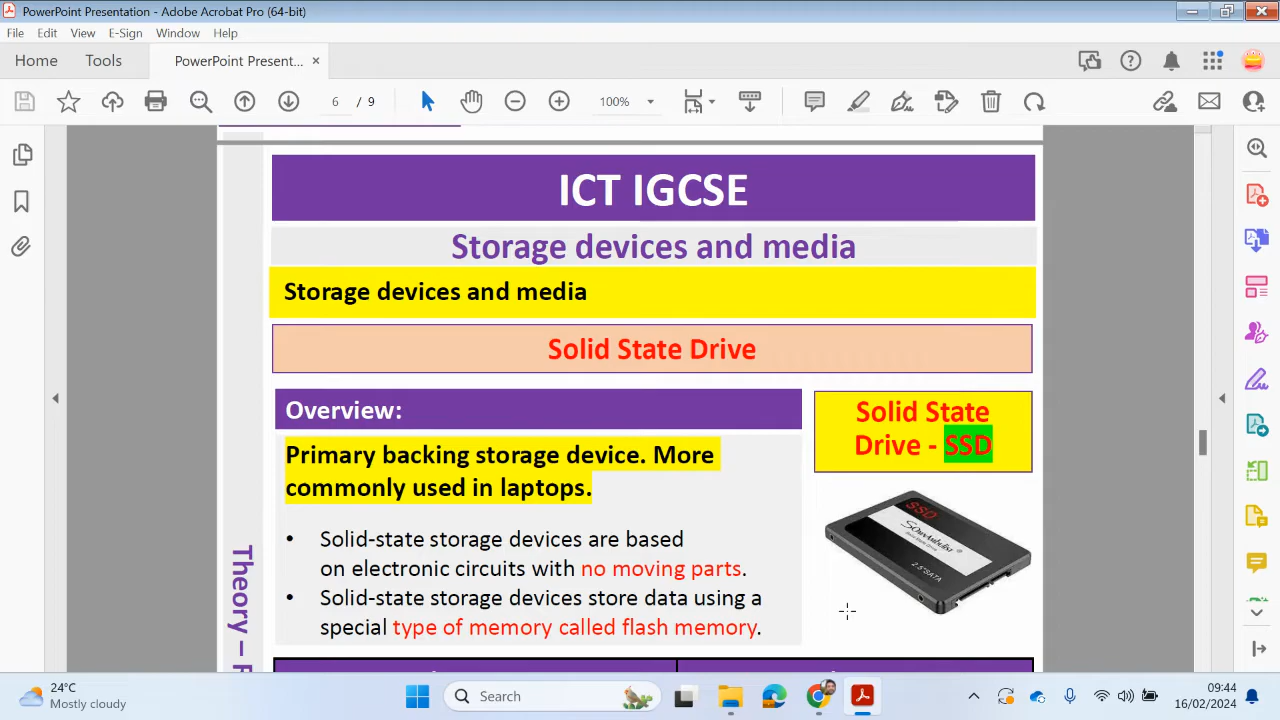 PowerPoint Presentation - Adobe Acrobat Pro (64-bit)
File Edit View E-Sign Window Help
Home Tools PowerPoint Present... ×
6 / 9 100%
ICT IGCSE
Storage devices and media
Storage devices and media
Solid State Drive
Overview:
Primary backing storage device. More
commonly used in laptops.
• Solid-state storage devices are based
on electronic circuits with no moving parts.
• Solid-state storage devices store data using a
special type of memory called flash memory.
Solid State
Drive - SSD
SSD
2.5"SATA
Theory –
24°C
Mostly cloudy
Search
09:44
16/02/2024